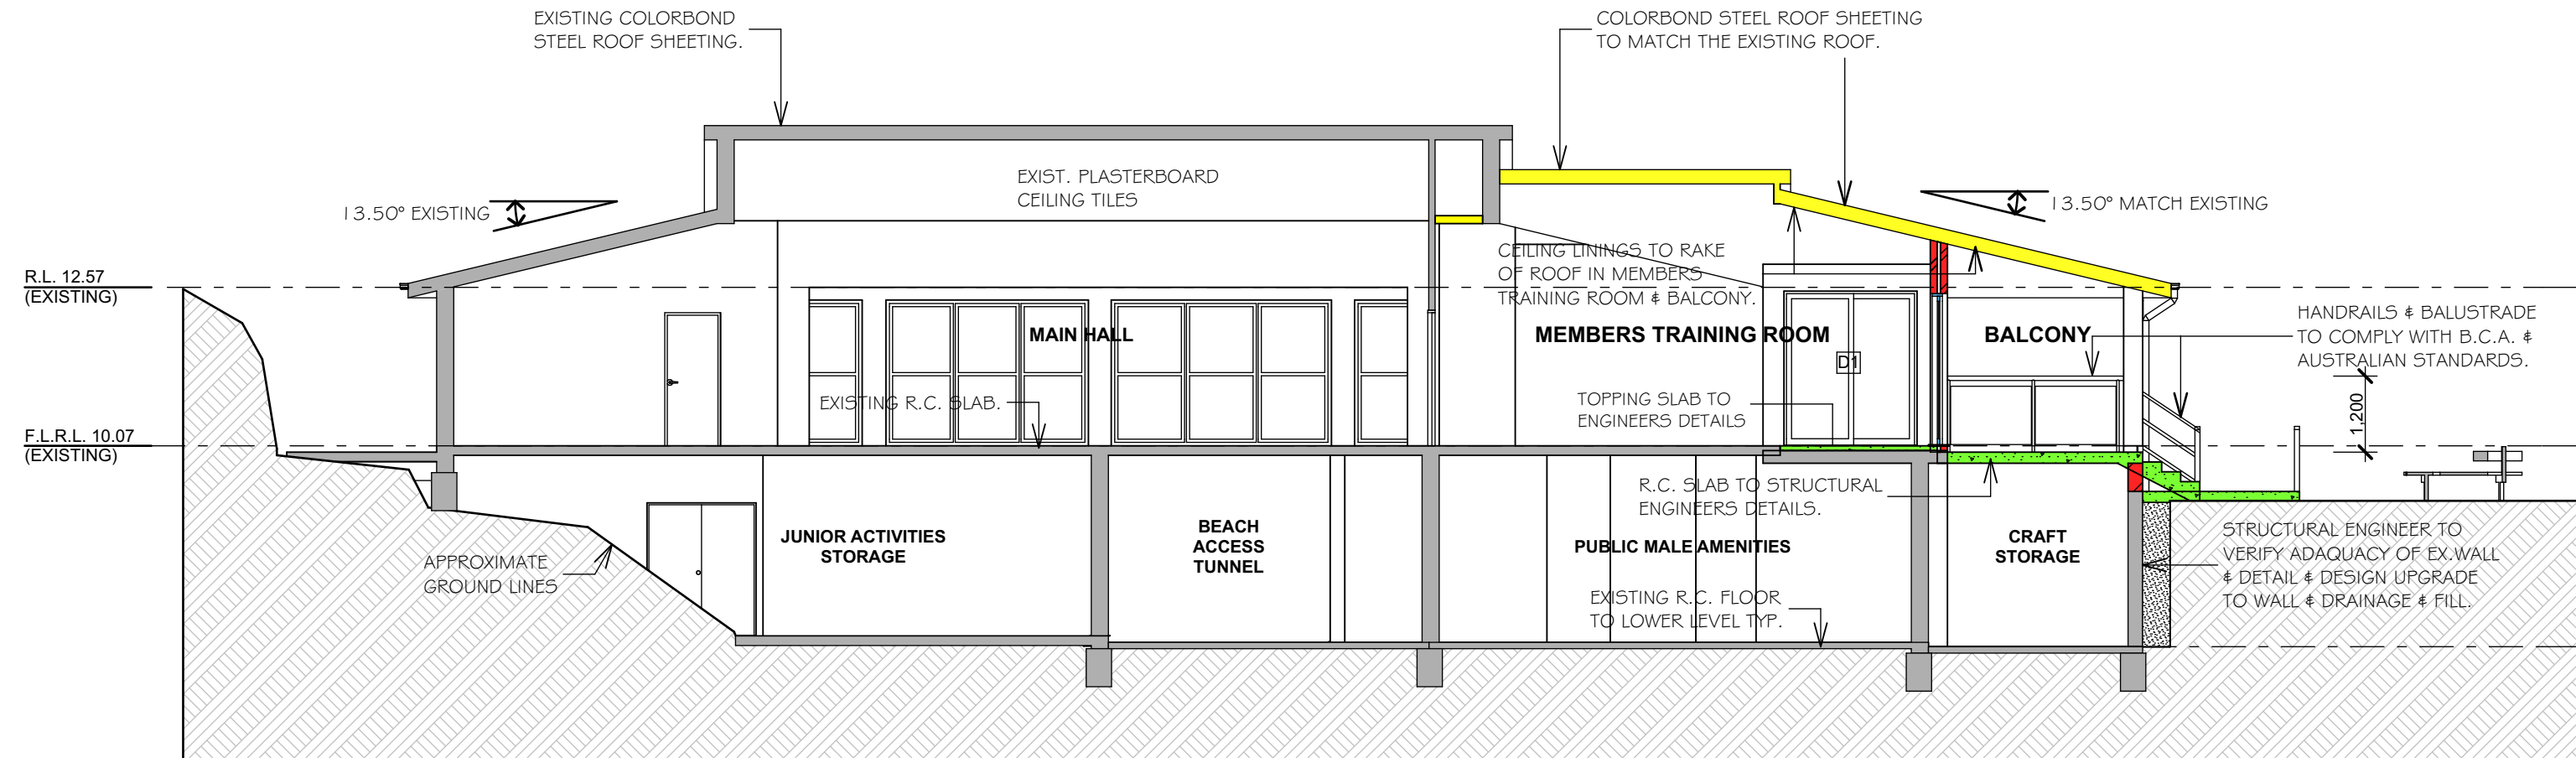 EXISTING COLORBOND
STEEL ROOF SHEETING.
COLORBOND STEEL ROOF SHEETING
TO MATCH THE EXISTING ROOF.
EXIST. PLASTERBOARD
CEILING TILES
13.50° EXISTING
13.50° MATCH EXISTING
CEILING LININGS TO RAKE
OF ROOF IN MEMBERS
TRAINING ROOM & BALCONY.
R.L. 12.57
(EXISTING)
MAIN HALL
MEMBERS TRAINING ROOM
BALCONY
HANDRAILS & BALUSTRADE
TO COMPLY WITH B.C.A. &
AUSTRALIAN STANDARDS.
D1
EXISTING R.C. SLAB.
TOPPING SLAB TO
ENGINEERS DETAILS
1,200
F.L.R.L. 10.07
(EXISTING)
R.C. SLAB TO STRUCTURAL
ENGINEERS DETAILS.
JUNIOR ACTIVITIES
STORAGE
BEACH
ACCESS
TUNNEL
PUBLIC MALE AMENITIES
CRAFT
STORAGE
STRUCTURAL ENGINEER TO
VERIFY ADAQUACY OF EX.WALL
& DETAIL & DESIGN UPGRADE
TO WALL & DRAINAGE & FILL.
APPROXIMATE
GROUND LINES
EXISTING R.C. FLOOR
TO LOWER LEVEL TYP.